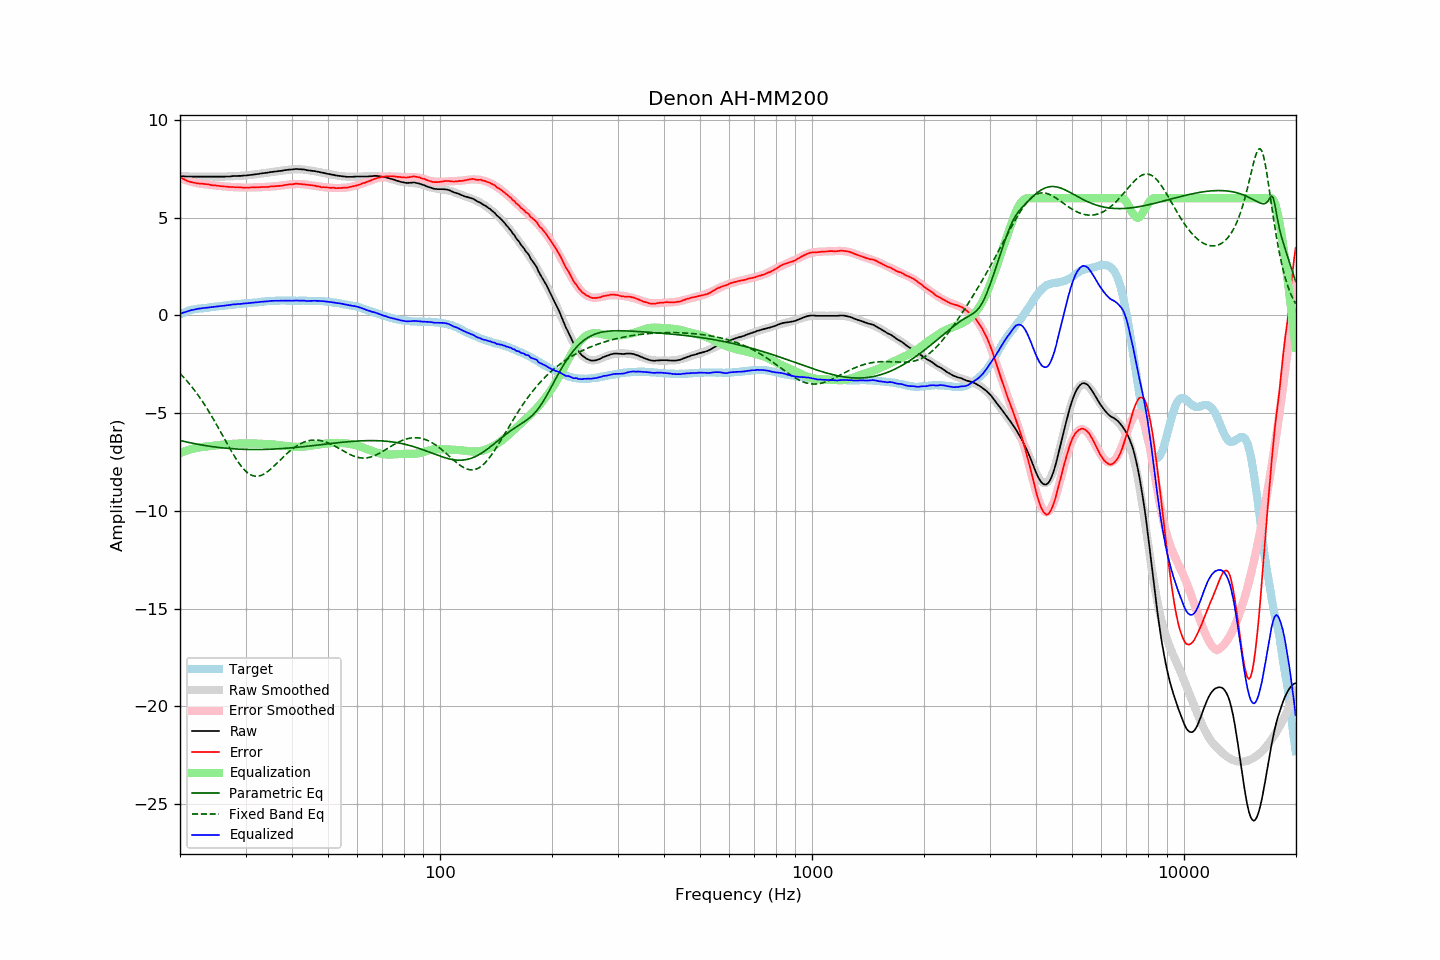 Denon AH-MM200
10
5
0
−5
−10
−15
−20
−25
Amplitude (dBr)
Target
Raw Smoothed
Error Smoothed
Raw
Error
Equalization
Parametric Eq
Fixed Band Eq
Equalized
100
1000
10000
Frequency (Hz)